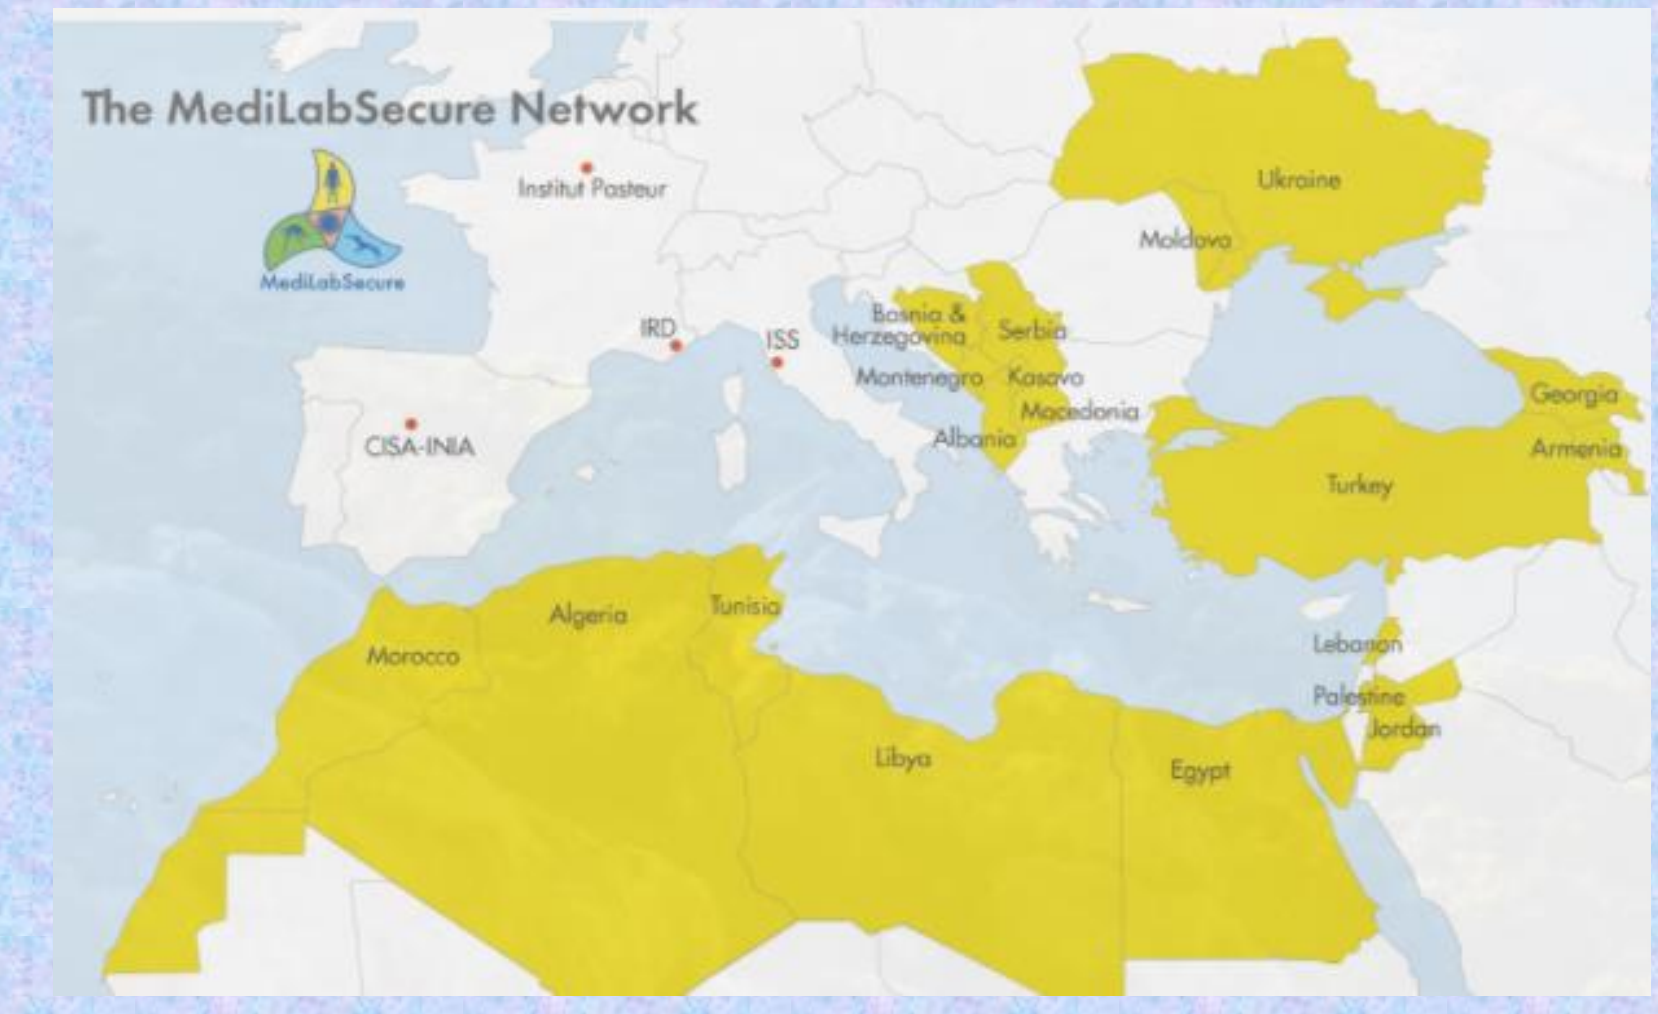 The MediLabSecure Network
MediLabSecure
Institut Pasteur
IRD
ISS
CISA-INIA
Ukraine
Moldova
Bosnia &
Herzegovina
Serbia
Montenegro
Kosovo
Macedonia
Albania
Georgia
Armenia
Turkey
Algeria
Tunisia
Morocco
Lebanon
Palestine
Jordan
Libya
Egypt